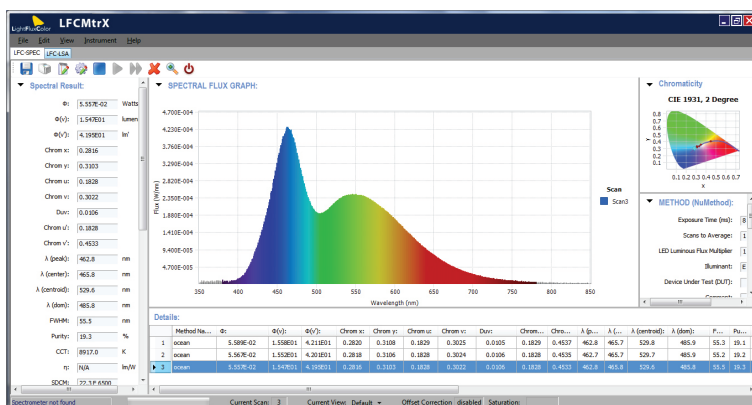 LightFluxColor LFCMtrX
File Edit View Instrument Help
LFC-SPEC LFC-LSA
Spectral Result:
Φ: 5.557E-02 Watts
Φ(v): 1.547E01 lumen
Φ(v'): 4.195E01 lm'
Chrom x: 0.2816
Chrom y: 0.3103
Chrom u: 0.1828
Chrom v: 0.3022
Duv: 0.0106
Chrom u': 0.1828
Chrom v': 0.4533
λ (peak): 462.8 nm
λ (center): 465.8 nm
λ (centroid): 529.6 nm
λ (dom): 485.8 nm
FWHM: 55.5 nm
Purity: 19.3 %
CCT: 8917.0 K
η: N/A lm/W
SDCM: 22.3 F 6500
SPECTRAL FLUX GRAPH:
Flux (W/nm)
4.700E-004
4.230E-004
3.760E-004
3.290E-004
2.820E-004
2.350E-004
1.880E-004
1.410E-004
9.400E-005
4.700E-005
350 400 450 500 550 600 650 700 750 800 850
Wavelength (nm)
Scan
Scan3
Chromaticity
CIE 1931, 2 Degree
0.8
0.7
0.6
0.5
0.4
0.3
0.2
0.1
Y
0.1 0.2 0.3 0.4 0.5 0.6 0.7
X
METHOD (NuMethod):
Exposure Time (ms): 8
Scans to Average: 1
LED Luminous Flux Multiplier 1
Illuminant: E
Device Under Test (DUT):
Comment:
Details:
Method Na... Φ: Φ(v): Φ(v'): Chrom x: Chrom y: Chrom u: Chrom v: Duv: Chrom... Chro... λ (p... λ (... λ (centroid): λ (dom): F... Pu...
1 ocean 5.589E-02 1.558E01 4.211E01 0.2820 0.3108 0.1829 0.3025 0.0105 0.1829 0.4537 462.8 465.7 529.8 485.9 55.3 19.1
2 ocean 5.567E-02 1.552E01 4.201E01 0.2818 0.3106 0.1828 0.3024 0.0106 0.1828 0.4537 462.7 465.7 529.7 485.9 55.2 19.2
3 ocean 5.557E-02 1.547E01 4.195E01 0.2816 0.3103 0.1828 0.3022 0.0106 0.1828 0.4533 462.8 465.8 529.6 485.8 55.5 19.3
Spectrometer not found Current Scan: 3 Current View: Default Offset Correction disabled Saturation: